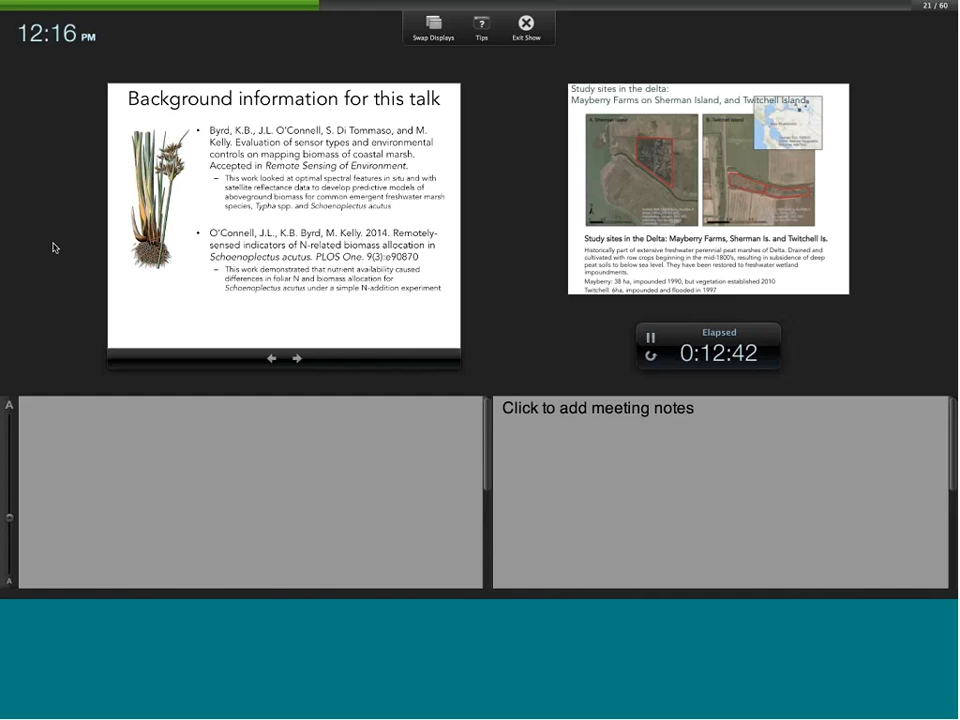 21 / 60
12:16 PM
Swap Displays
Tips
Exit Show
Background information for this talk
• Byrd, K.B., J.L. O'Connell, S. Di Tommaso, and M.
Kelly. Evaluation of sensor types and environmental
controls on mapping biomass of coastal marsh.
Accepted in Remote Sensing of Environment.
– This work looked at optimal spectral features in situ and with
satellite reflectance data to develop predictive models of
aboveground biomass for common emergent freshwater marsh
species, Typha spp. and Schoenoplectus acutus
• O'Connell, J.L., K.B. Byrd, M. Kelly. 2014. Remotely-
sensed indicators of N-related biomass allocation in
Schoenoplectus acutus. PLOS One. 9(3):e90870
– This work demonstrated that nutrient availability caused
differences in foliar N and biomass allocation for
Schoenoplectus acutus under a simple N-addition experiment
Study sites in the delta:
Mayberry Farms on Sherman Island, and Twitchell Island
A. Sherman Island
B. Twitchell Island
Study sites in the Delta: Mayberry Farms, Sherman Is. and Twitchell Is.
Historically part of extensive freshwater perennial peat marshes of Delta. Drained and
cultivated with row crops beginning in the mid-1800's, resulting in subsidence of deep
peat soils to below sea level. They have been restored to freshwater wetland
impoundments.
Mayberry: 38 ha, impounded 1990, but vegetation established 2010
Twitchell: 6ha, impounded and flooded in 1997
Elapsed
0:12:42
A
A
Click to add meeting notes